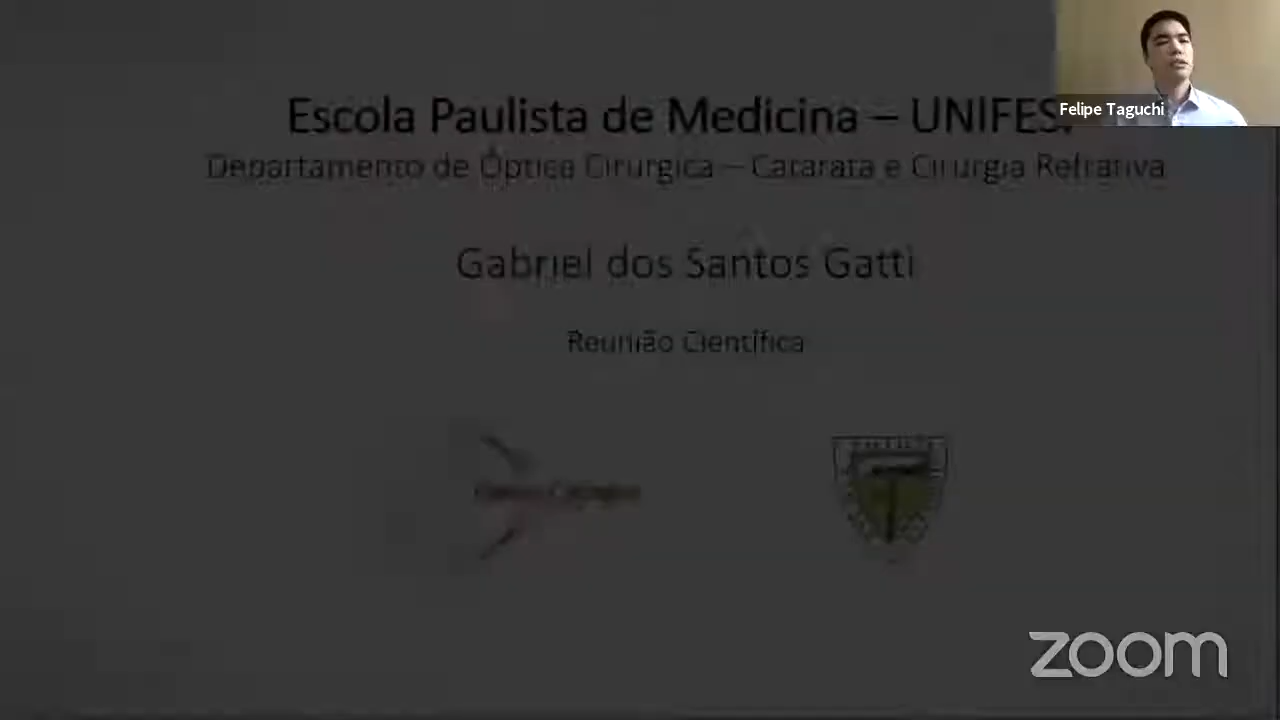 Escola Paulista de Medicina – UNIFES
Departamento de Óptica Cirúrgica – Catarata e Cirurgia Refrativa
Gabriel dos Santos Gatti
Reunião Científica
Felipe Taguchi
zoom